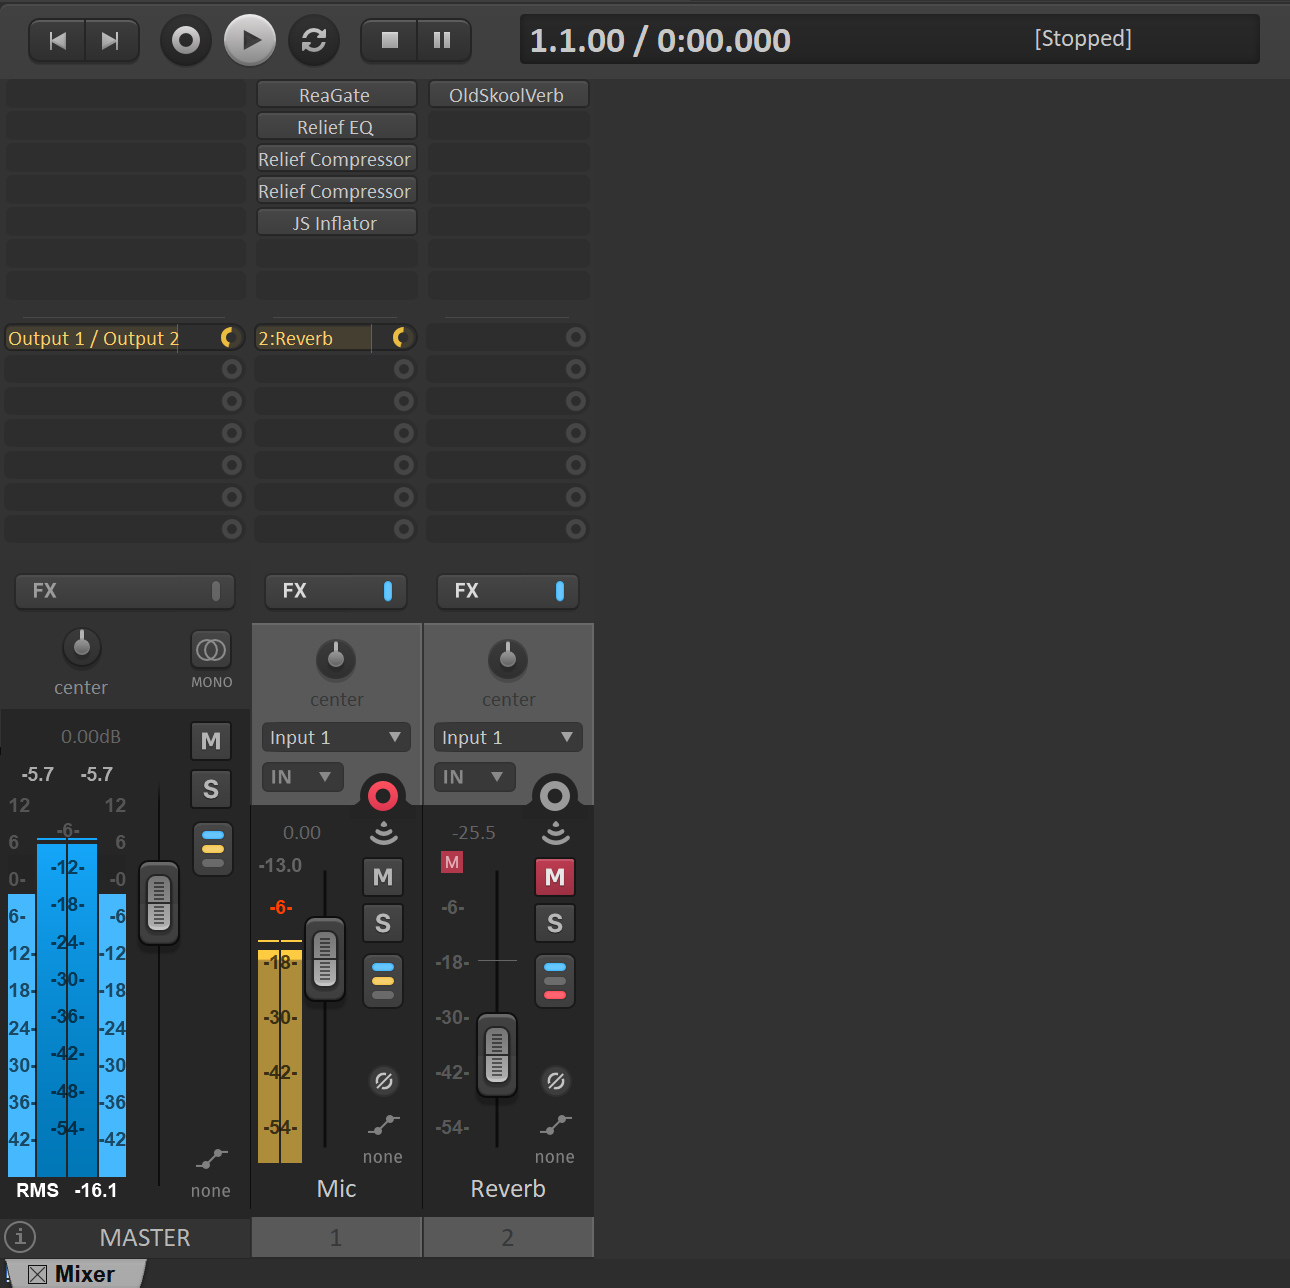 1.1.00 / 0:00.000 [Stopped]
ReaGate OldSkoolVerb
Relief EQ
Relief Compressor
Relief Compressor
JS Inflator
Output 1 / Output 2 2:Reverb
FX FX FX
center MONO center center
Input 1 Input 1
IN IN
0.00dB M
-5.7 -5.7
S
12 12
6 -6- 6
0- -12- -0
6- -18- -6
12- -24- -12
18- -30- -18
24- -36- -24
30- -42- -30
36- -48- -36
42- -54- -42
RMS -16.1
none
0.00
-13.0 M
-6- S
-18-
-30-
-42-
-54-
none
Mic
-25.5
M M
-6- S
-18-
-30-
-42-
-54-
none
Reverb
i MASTER 1 2
Mixer